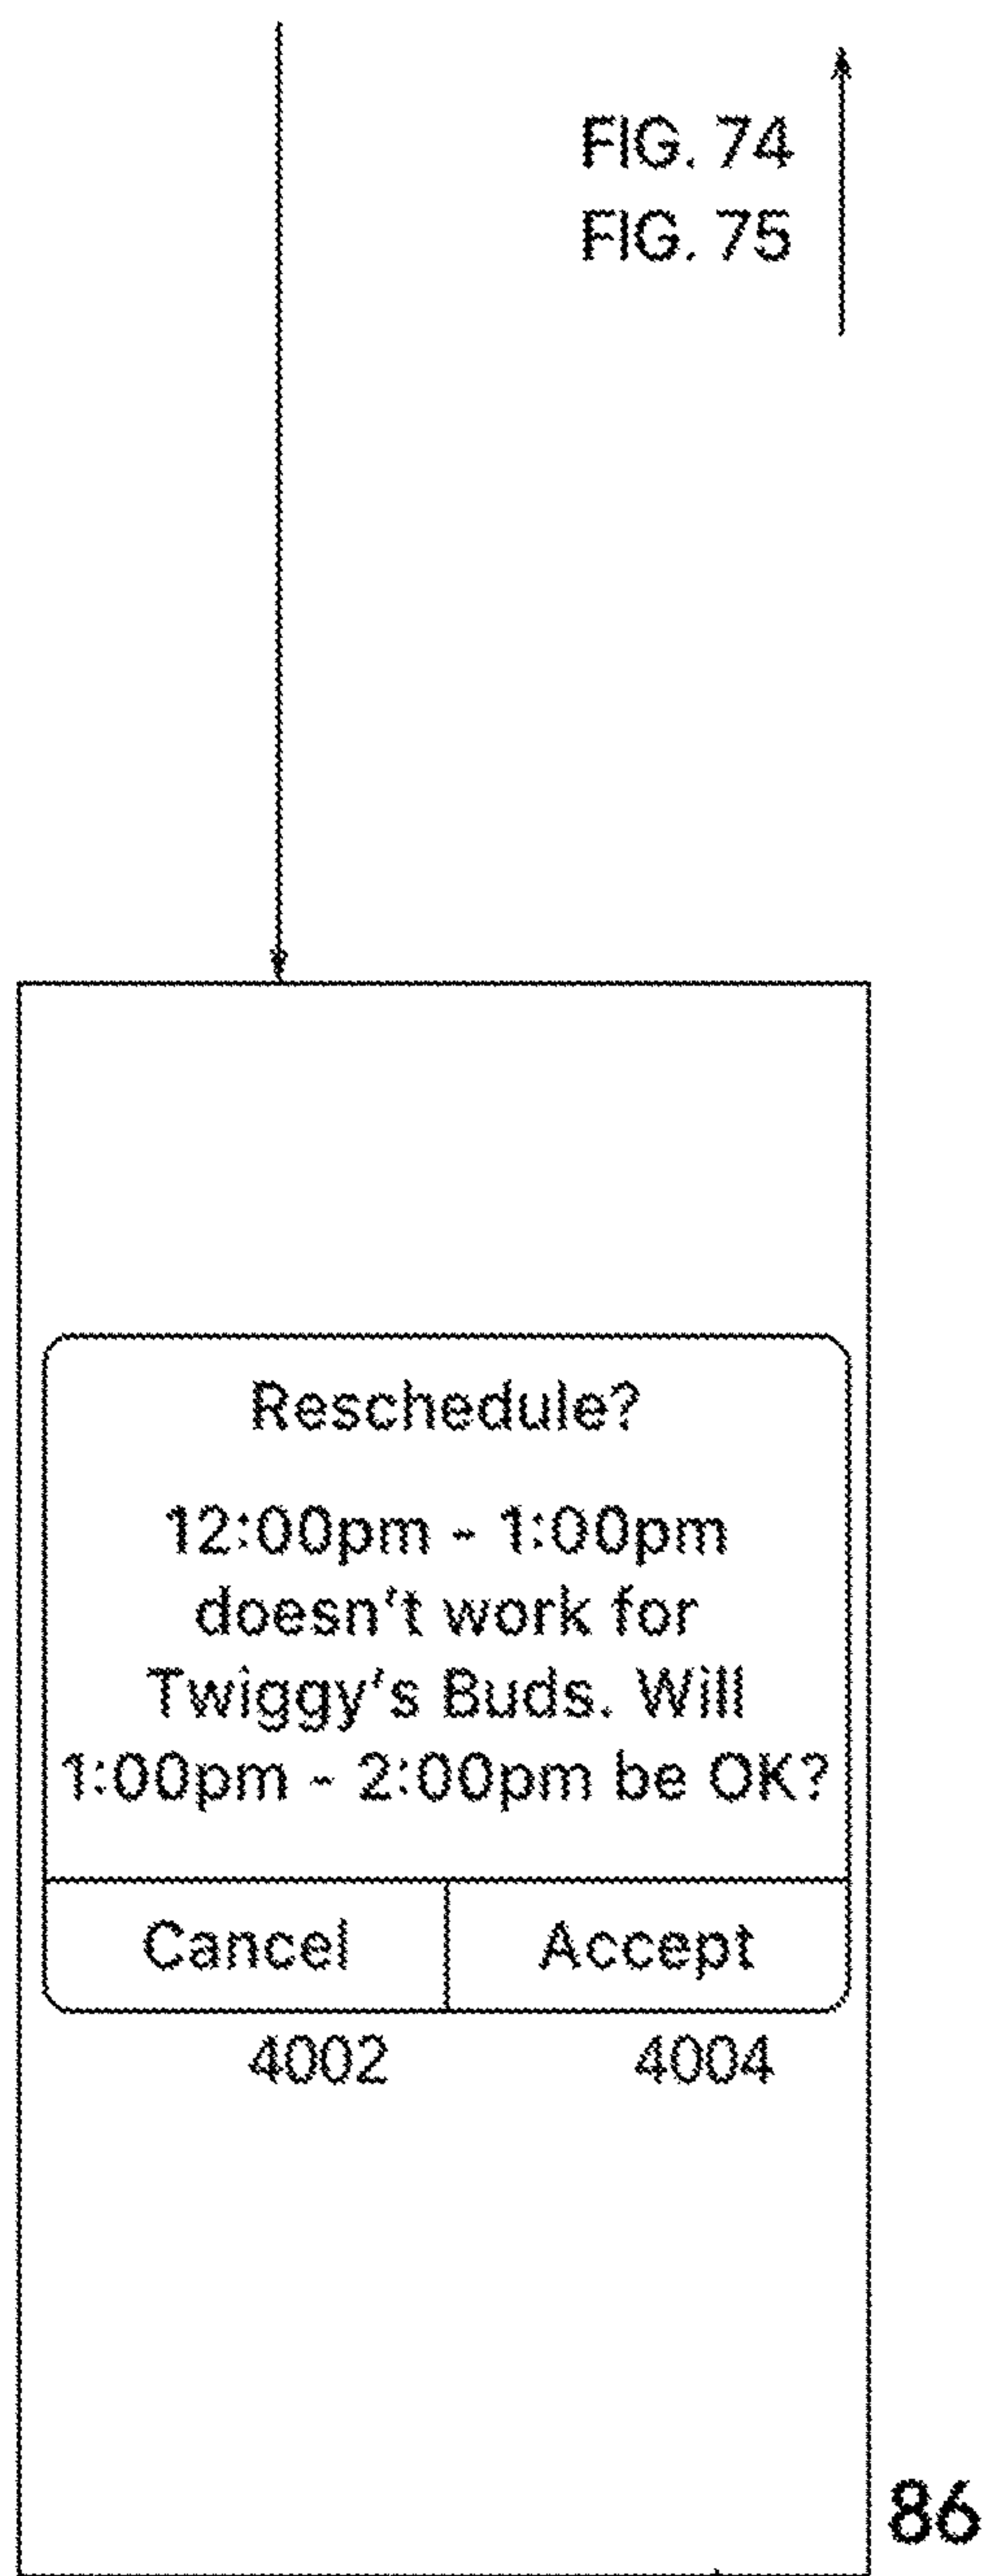 FIG. 74
FIG. 75
Reschedule?
12:00pm - 1:00pm
doesn't work for
Twiggy's Buds. Will
1:00pm - 2:00pm be OK?
Cancel Accept
4002 4004
86